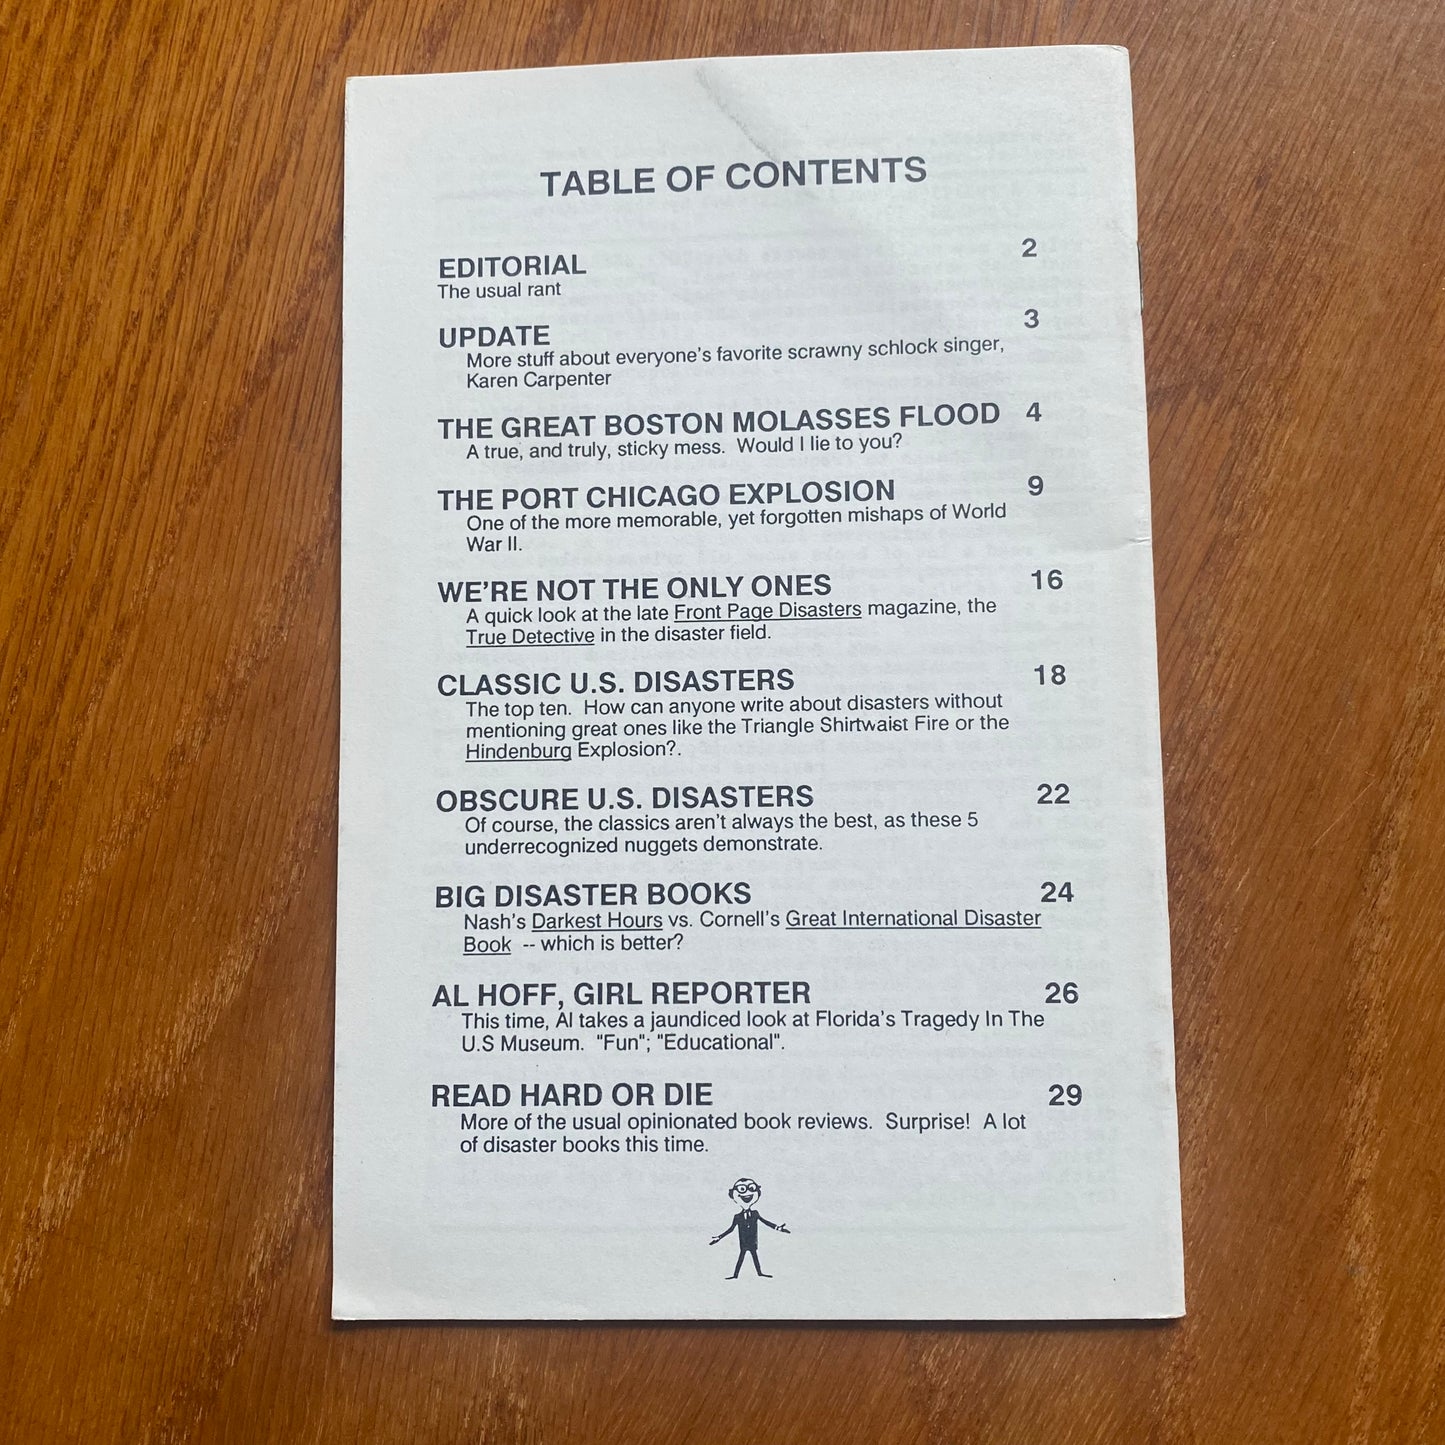 TABLE OF CONTENTS
EDITORIAL 2
The usual rant
UPDATE 3
More stuff about everyone's favorite scrawny schlock singer,
Karen Carpenter
THE GREAT BOSTON MOLASSES FLOOD 4
A true, and truly, sticky mess.  Would I lie to you?
THE PORT CHICAGO EXPLOSION 9
One of the more memorable, yet forgotten mishaps of World
War II.
WE'RE NOT THE ONLY ONES 16
A quick look at the late Front Page Disasters magazine, the
True Detective in the disaster field.
CLASSIC U.S. DISASTERS 18
The top ten.  How can anyone write about disasters without
mentioning great ones like the Triangle Shirtwaist Fire or the
Hindenburg Explosion?.
OBSCURE U.S. DISASTERS 22
Of course, the classics aren't always the best, as these 5
underrecognized nuggets demonstrate.
BIG DISASTER BOOKS 24
Nash's Darkest Hours vs. Cornell's Great International Disaster
Book  -- which is better?
AL HOFF, GIRL REPORTER 26
This time, Al takes a jaundiced look at Florida's Tragedy In The
U.S Museum.  "Fun"; "Educational".
READ HARD OR DIE 29
More of the usual opinionated book reviews.  Surprise!  A lot
of disaster books this time.